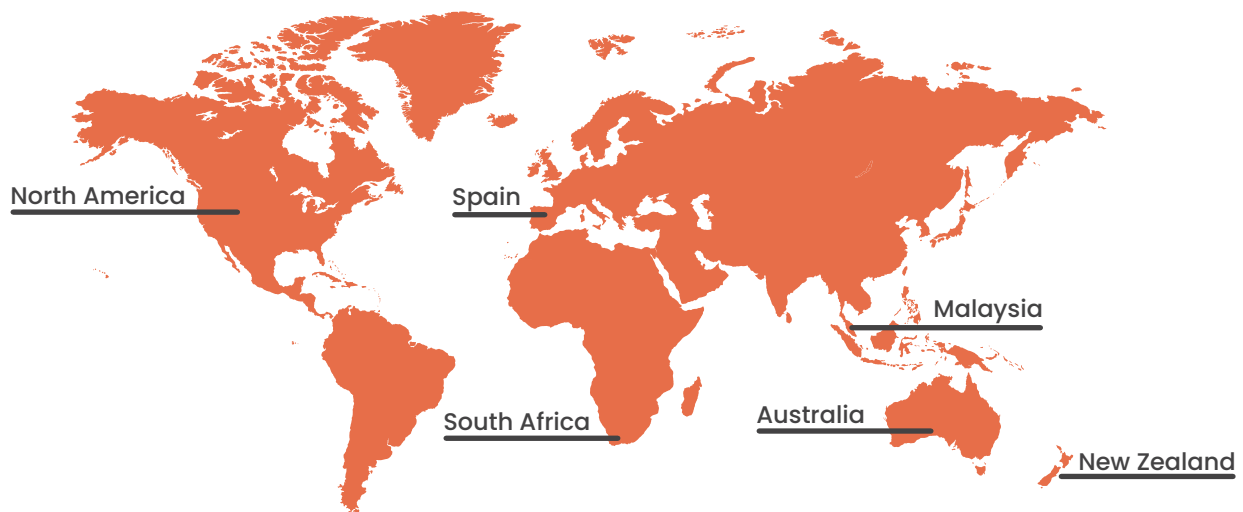 North America
Spain
Malaysia
South Africa
Australia
New Zealand